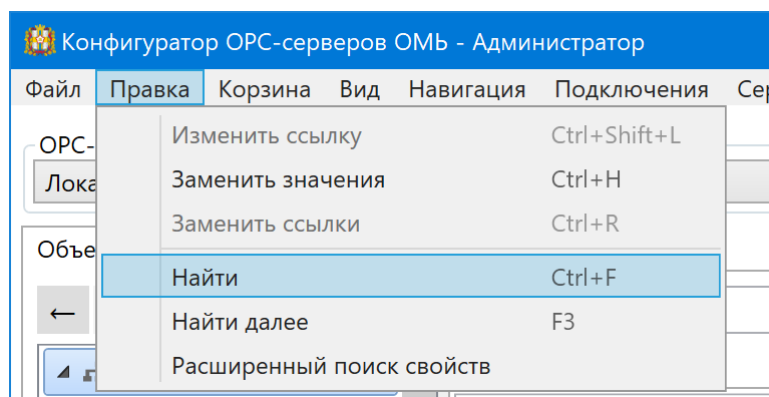 Конфигуратор OPC-серверов ОМЬ - Администратор
Файл Правка Корзина Вид Навигация Подключения
OPC-
Изменить ссылку Ctrl+Shift+L
Заменить значения Ctrl+H
Заменить ссылки Ctrl+R
Найти Ctrl+F
Найти далее F3
Расширенный поиск свойств